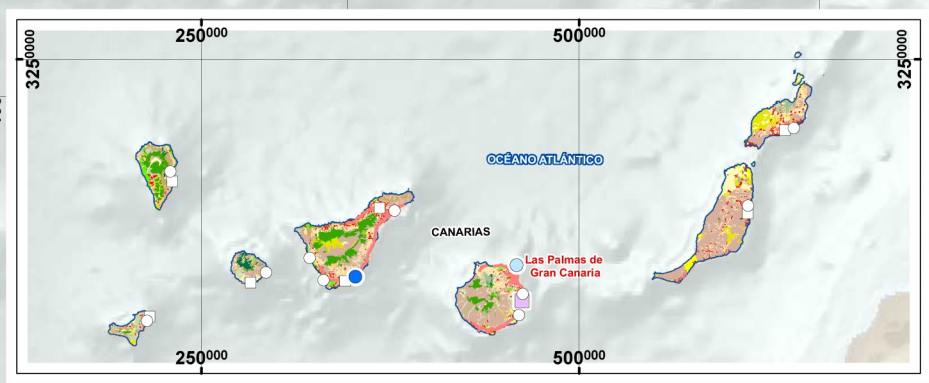 250000
500000
3250000
3250000
OCÉANO ATLÁNTICO
CANARIAS
Las Palmas de
Gran Canaria
250000
500000